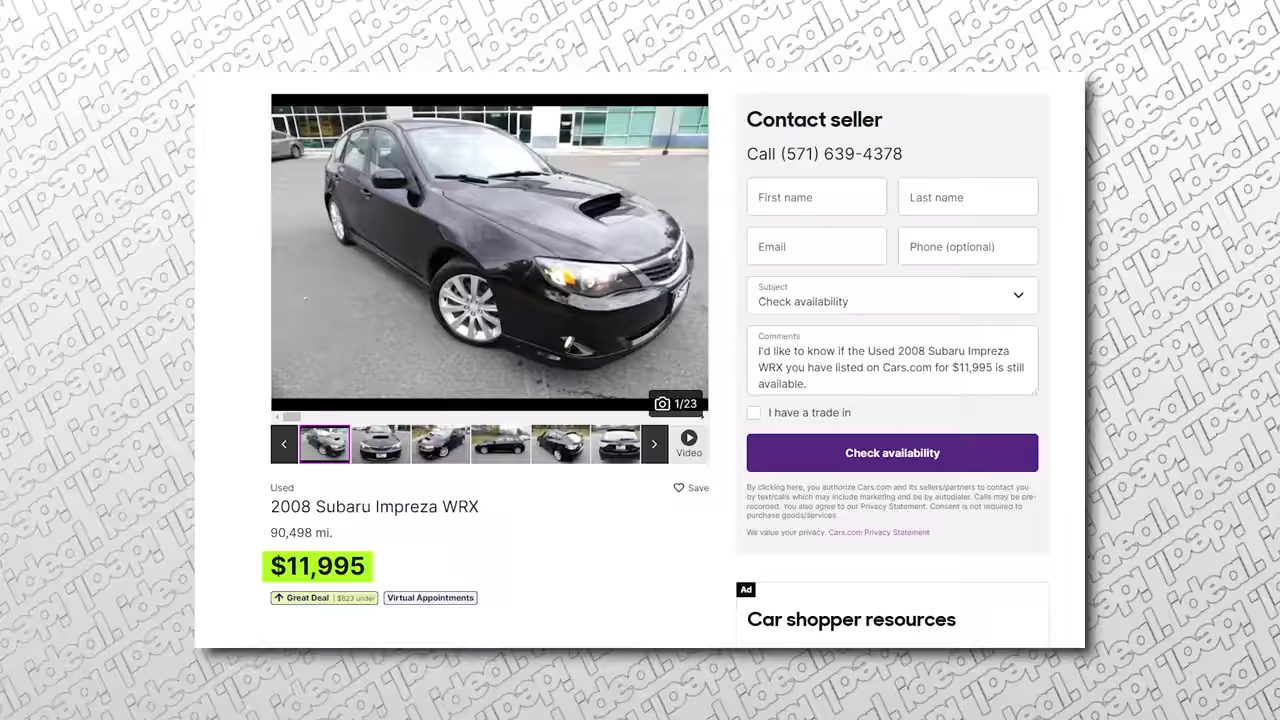 ideal.
1/23
Video
Used
Save
2008 Subaru Impreza WRX
90,498 mi.
$11,995
Great Deal | $823 under
Virtual Appointments
Contact seller
Call (571) 639-4378
First name
Last name
Email
Phone (optional)
Subject
Check availability
Comments
I'd like to know if the Used 2008 Subaru Impreza
WRX you have listed on Cars.com for $11,995 is still
available.
I have a trade in
Check availability
By clicking here, you authorize Cars.com and its sellers/partners to contact you
by text/calls which may include marketing and be by autodialer. Calls may be pre-
recorded. You also agree to our Privacy Statement. Consent is not required to
purchase goods/services
We value your privacy. Cars.com Privacy Statement
Ad
Car shopper resources